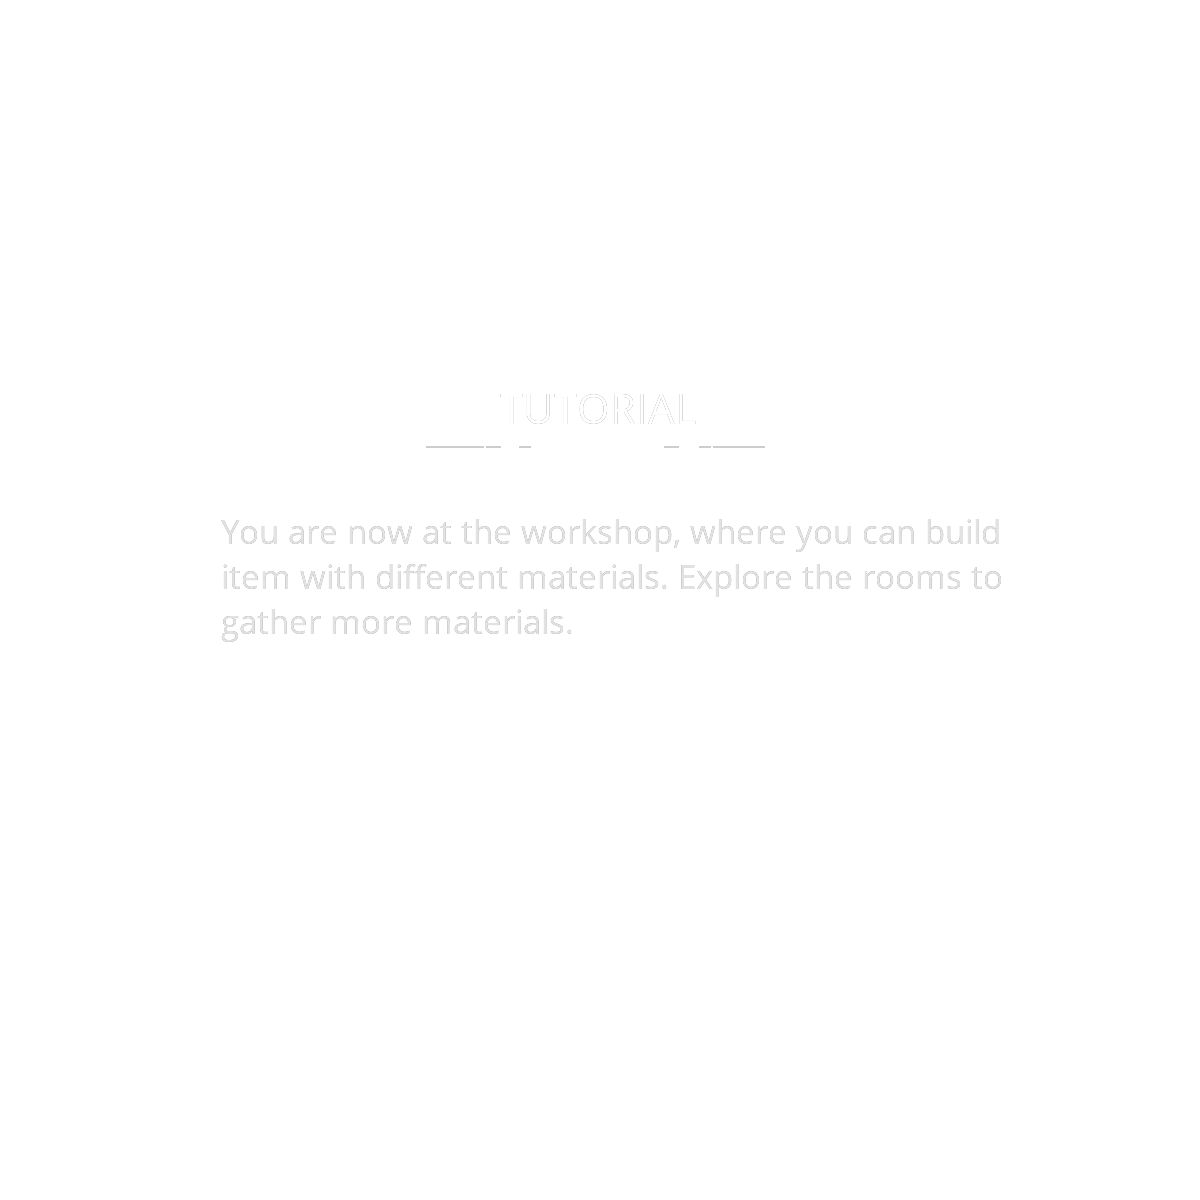 TUTORIAL
You are now at the workshop, where you can build
item with different materials. Explore the rooms to
gather more materials.